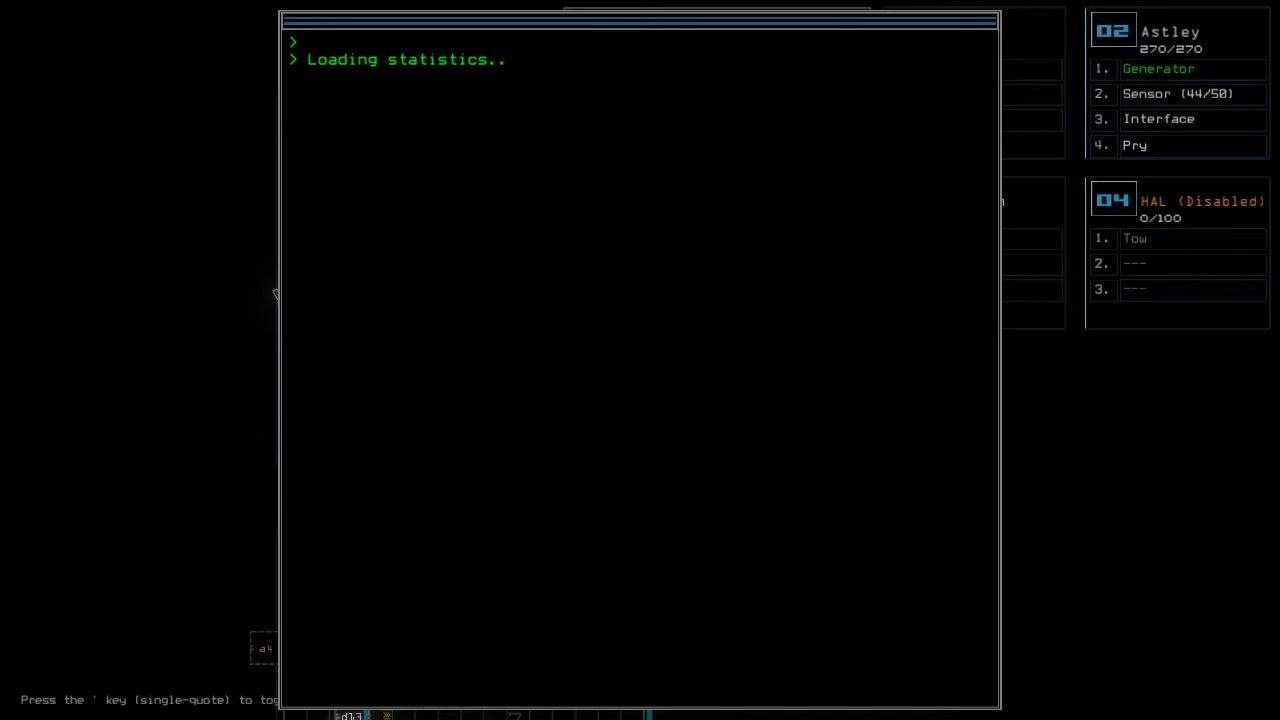 >
> Loading statistics..
02 Astley
270/270
1. Generator
2. Sensor (44/50)
3. Interface
4. Pry
04 HAL (Disabled)
0/100
1. Tow
2. ---
3. ---
a4
Press the ' key (single-quote) to tog
d13